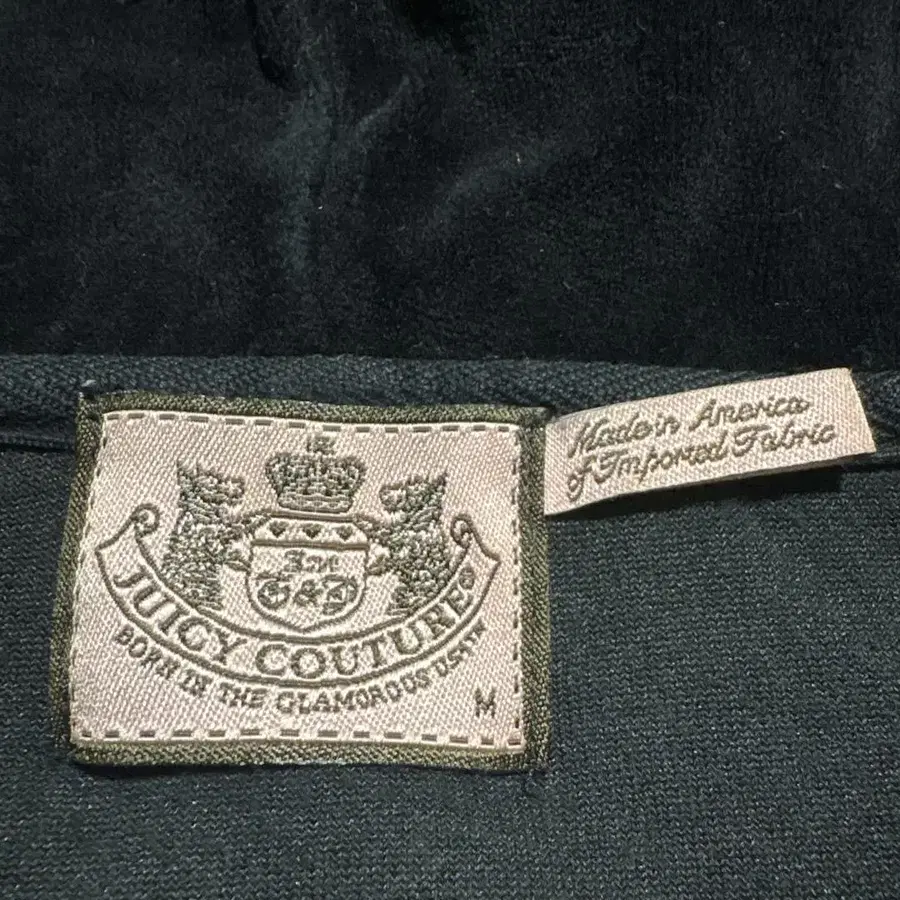 Made in America
of Imported Fabric
G&P
JUICY COUTURE®
BORN IN THE GLAMOROUS USA™
M